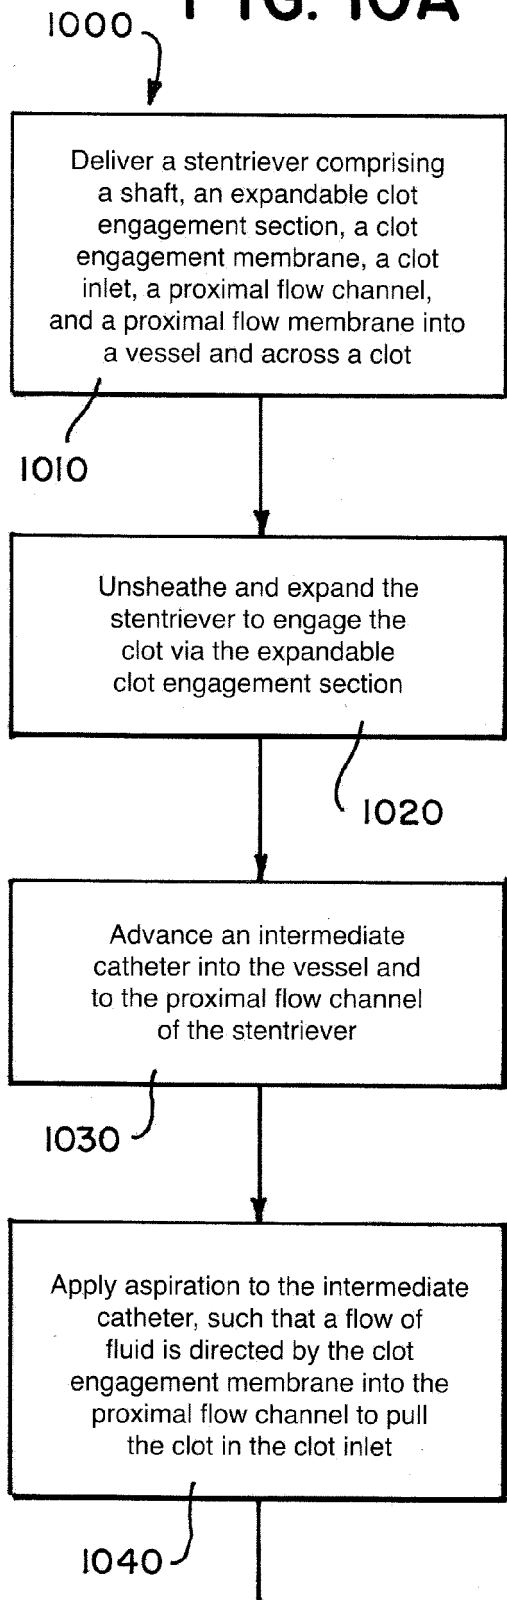 FIG. 10A
1000
Deliver a stentriever comprising
a shaft, an expandable clot
engagement section, a clot
engagement membrane, a clot
inlet, a proximal flow channel,
and a proximal flow membrane into
a vessel and across a clot
1010
Unsheathe and expand the
stentriever to engage the
clot via the expandable
clot engagement section
1020
Advance an intermediate
catheter into the vessel and
to the proximal flow channel
of the stentriever
1030
Apply aspiration to the intermediate
catheter, such that a flow of
fluid is directed by the clot
engagement membrane into the
proximal flow channel to pull
the clot in the clot inlet
1040